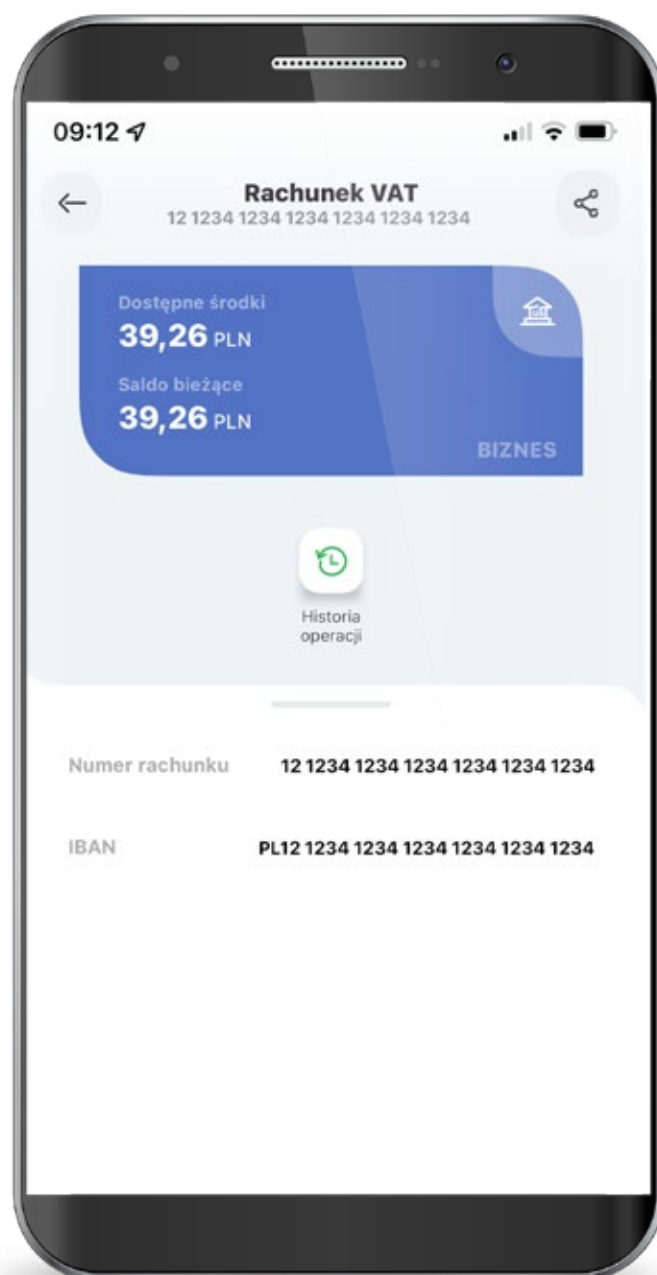 09:12
Rachunek VAT
12 1234 1234 1234 1234 1234 1234
Dostępne środki
39,26 PLN
Saldo bieżące
39,26 PLN
BIZNES
Historia
operacji
Numer rachunku 12 1234 1234 1234 1234 1234 1234
IBAN PL12 1234 1234 1234 1234 1234 1234